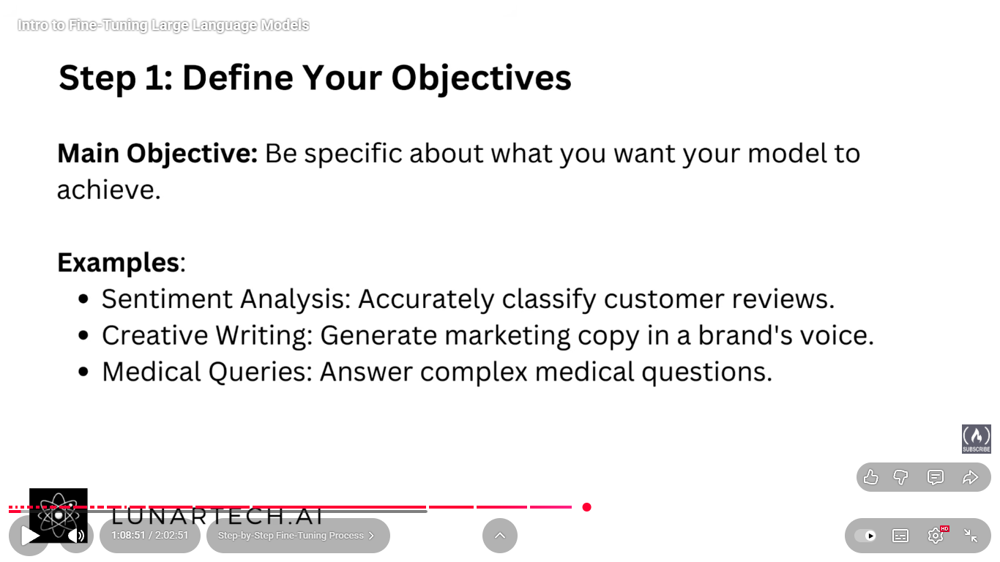 Intro to Fine-Tuning Large Language Models
Step 1: Define Your Objectives
Main Objective: Be specific about what you want your model to
achieve.
Examples:
• Sentiment Analysis: Accurately classify customer reviews.
• Creative Writing: Generate marketing copy in a brand's voice.
• Medical Queries: Answer complex medical questions.
SUBSCRIBE
LUNARTECH.AI
1:08:51 / 2:02:51
Step-by-Step Fine-Tuning Process
HD